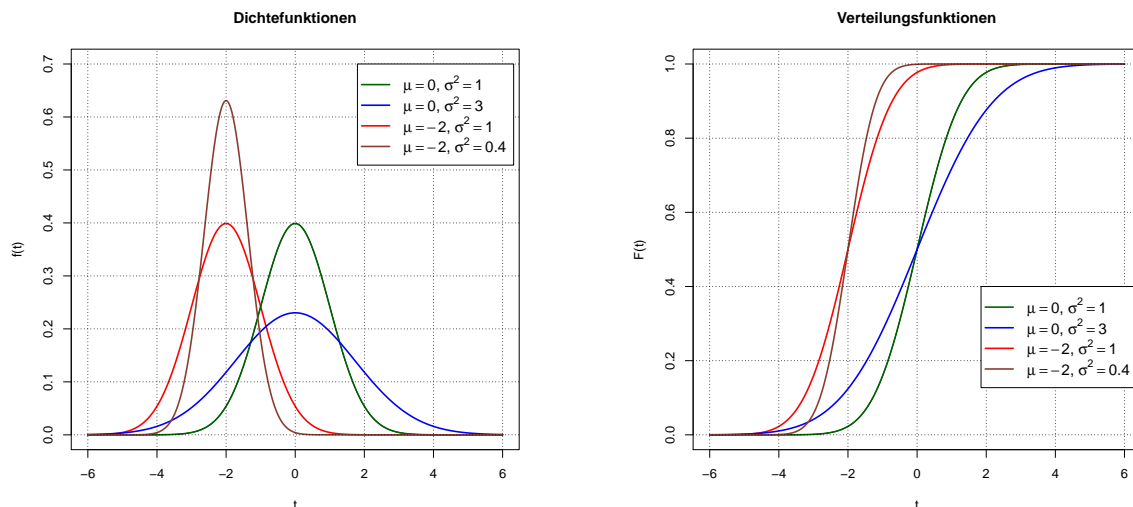 Dichtefunktionen
f(t)
0.7
0.6
0.5
0.4
0.3
0.2
0.1
0.0
μ = 0, σ² = 1
μ = 0, σ² = 3
μ = −2, σ² = 1
μ = −2, σ² = 0.4
−6 −4 −2 0 2 4 6
t
Verteilungsfunktionen
F(t)
1.0
0.8
0.6
0.4
0.2
0.0
μ = 0, σ² = 1
μ = 0, σ² = 3
μ = −2, σ² = 1
μ = −2, σ² = 0.4
−6 −4 −2 0 2 4 6
t